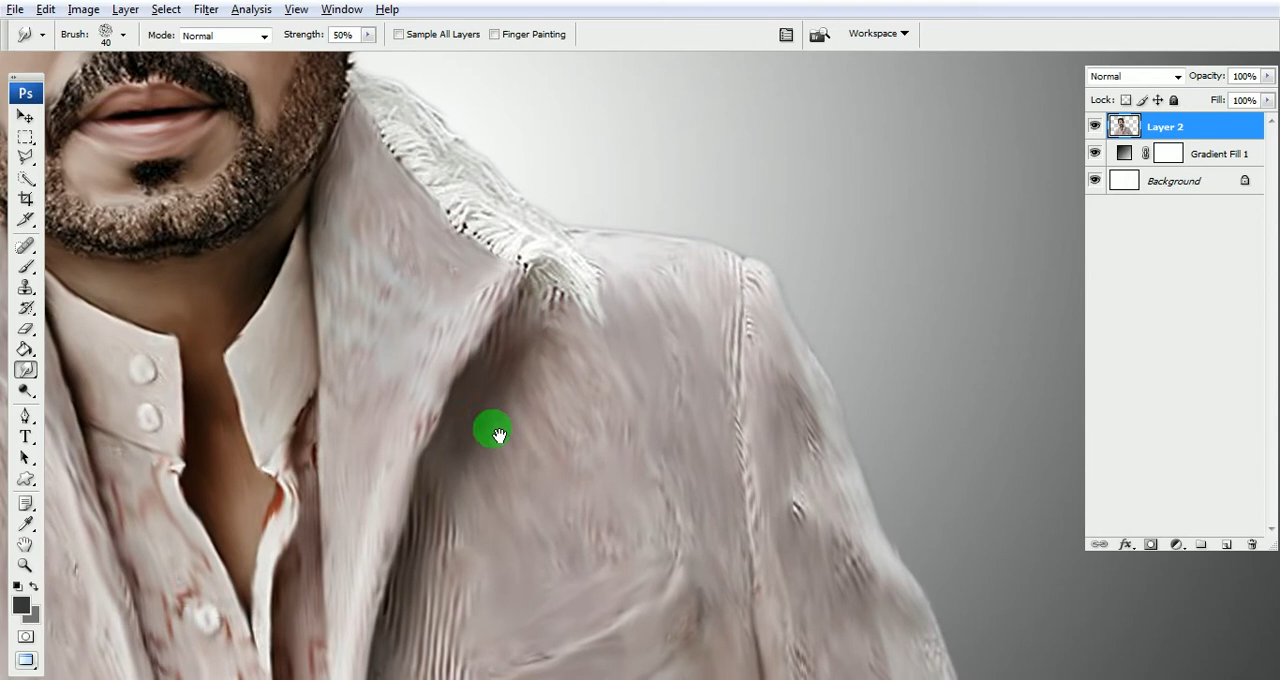 File Edit Image Layer Select Filter Analysis View Window Help
Brush: 40 Mode: Normal Strength: 50% Sample All Layers Finger Painting Workspace
Ps
Normal Opacity: 100%
Lock: Fill: 100%
Layer 2
Gradient Fill 1
Background
T
fx